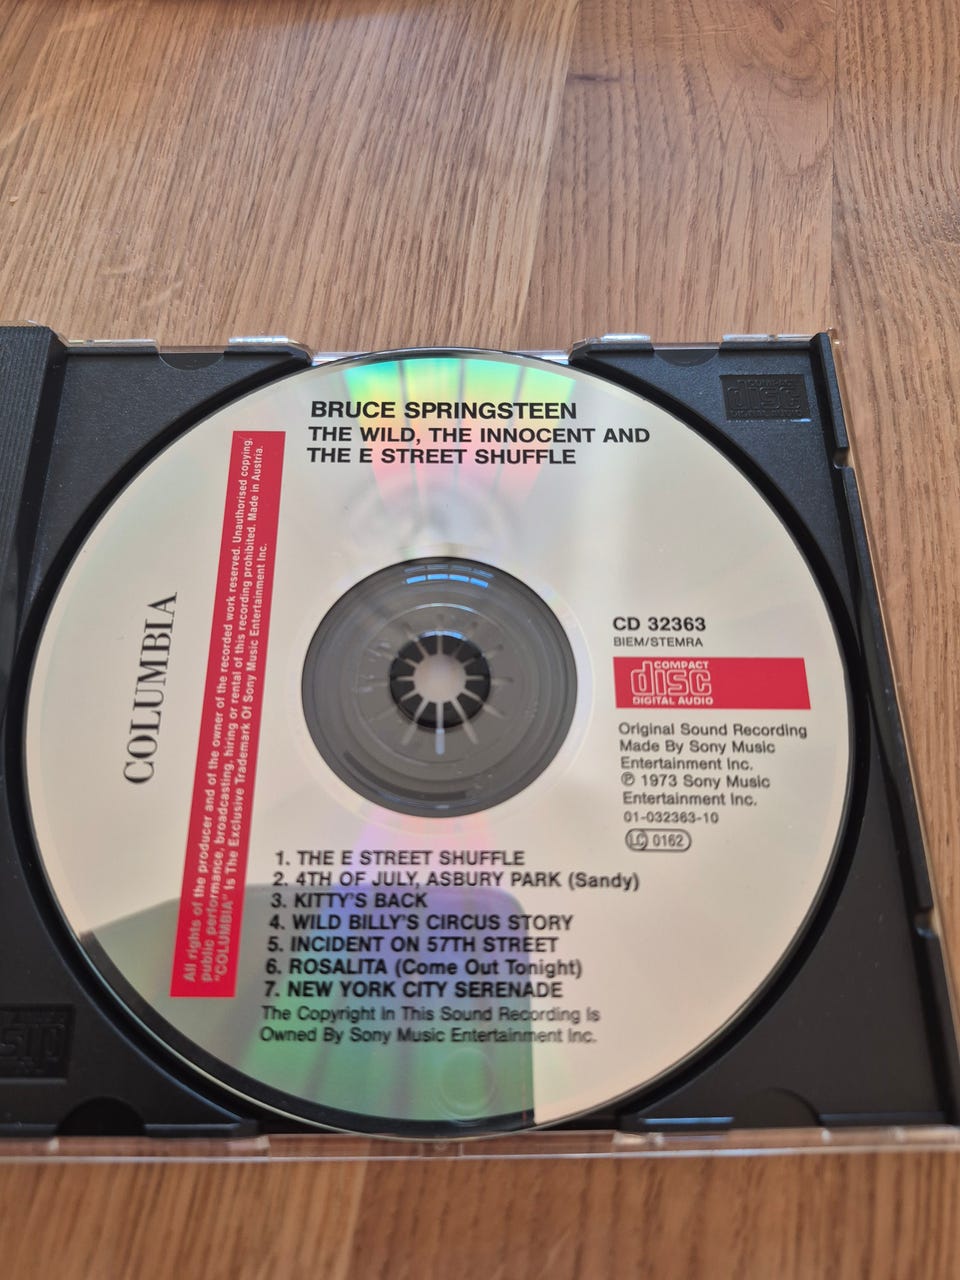 BRUCE SPRINGSTEEN
THE WILD, THE INNOCENT AND
THE E STREET SHUFFLE
COLUMBIA
All rights of the producer and of the owner of the recorded work reserved. Unauthorised copying,
public performance, broadcasting, hiring or rental of this recording prohibited. Made in Austria.
"COLUMBIA" Is The Exclusive Trademark Of Sony Music Entertainment Inc.
CD 32363
BIEM/STEMRA
COMPACT
disc
DIGITAL AUDIO
Original Sound Recording
Made By Sony Music
Entertainment Inc.
℗ 1973 Sony Music
Entertainment Inc.
01-032363-10
LC 0162
1. THE E STREET SHUFFLE
2. 4TH OF JULY, ASBURY PARK (Sandy)
3. KITTY'S BACK
4. WILD BILLY'S CIRCUS STORY
5. INCIDENT ON 57TH STREET
6. ROSALITA (Come Out Tonight)
7. NEW YORK CITY SERENADE
The Copyright In This Sound Recording Is
Owned By Sony Music Entertainment Inc.
COMPACT
disc
DIGITAL AUDIO